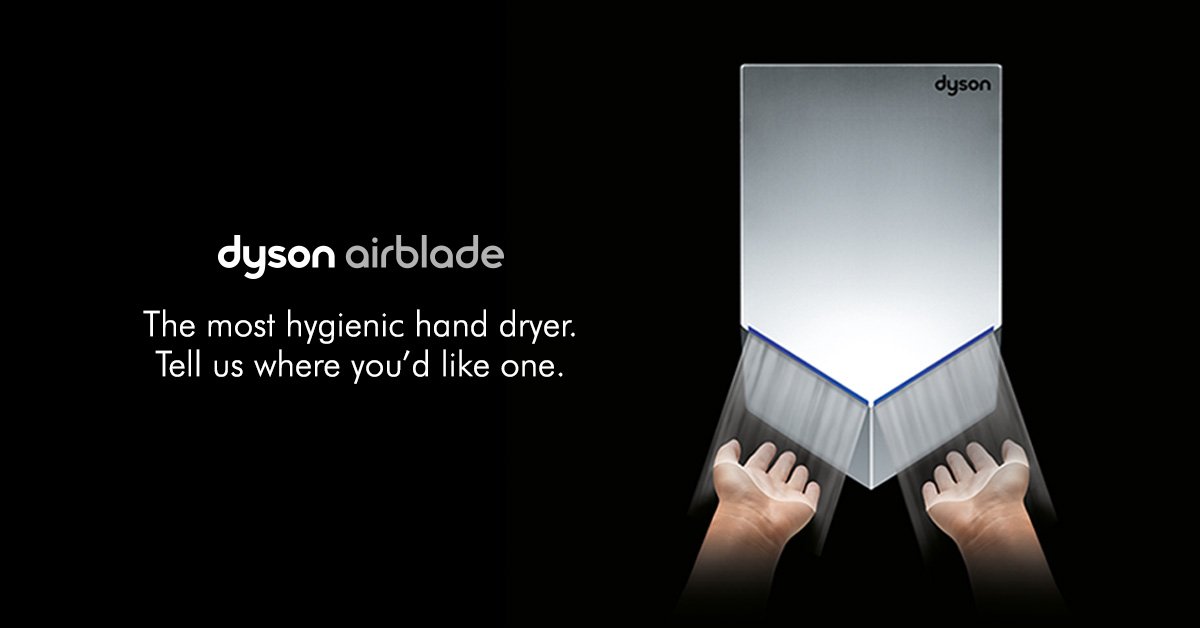 dyson
dyson airblade
The most hygienic hand dryer.
Tell us where you’d like one.